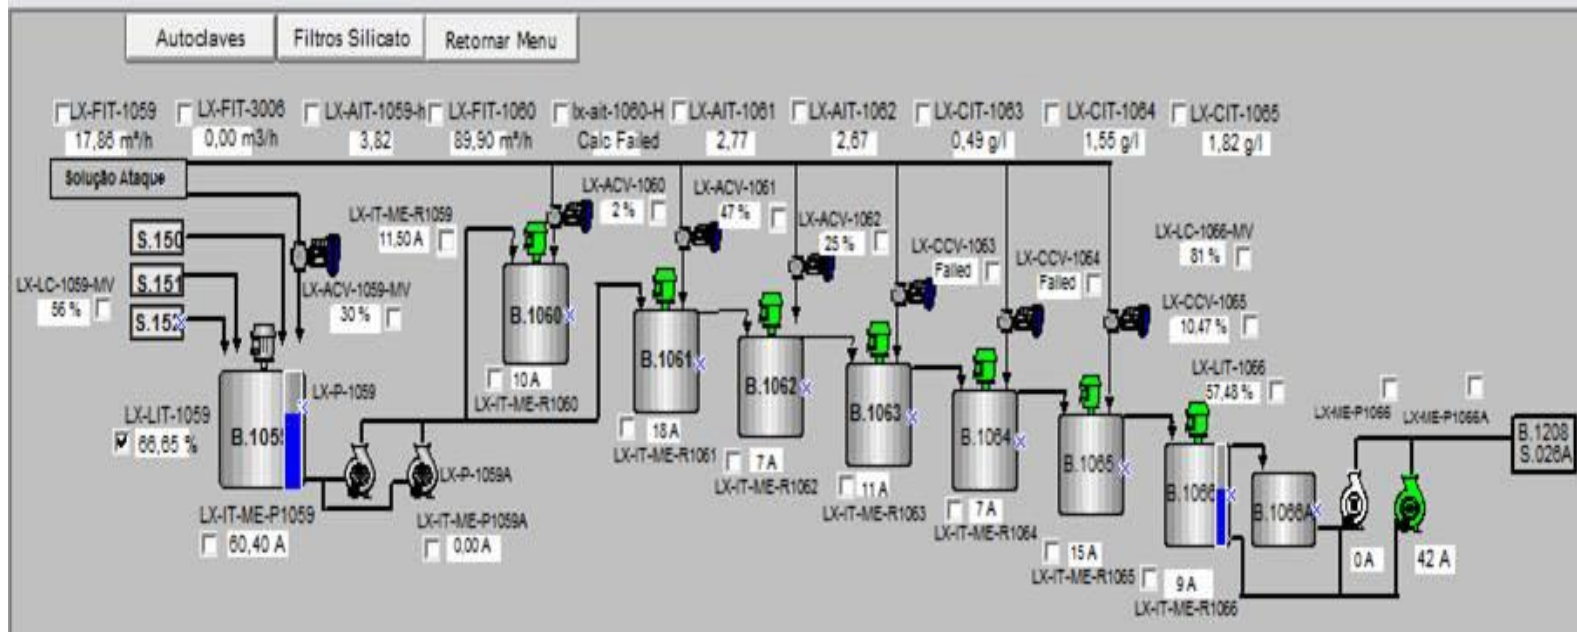 Autoclaves
Filtros Silicato
Retornar Menu
LX-FIT-1059
17,86 m³/h
LX-FIT-3006
0,00 m3/h
LX-AIT-1059-h
3,82
LX-FIT-1060
89,90 m³/h
lx-ait-1060-H
Calc Failed
LX-AIT-1061
2,77
LX-AIT-1062
2,67
LX-CIT-1063
0,49 g/l
LX-CIT-1064
1,55 g/l
LX-CIT-1065
1,82 g/l
Solução Ataque
S.150
S.151
S.152
LX-LC-1059-MV
56 %
LX-ACV-1059-MV
30 %
LX-IT-ME-R1059
11,50 A
LX-ACV-1060
2 %
LX-ACV-1061
47 %
LX-ACV-1062
25 %
LX-CCV-1063
Failed
LX-CCV-1064
Failed
LX-LC-1066-MV
81 %
LX-CCV-1065
10,47 %
LX-LIT-1066
57,48 %
LX-ME-P1066
LX-ME-P1066A
B.1208
S.026A
LX-LIT-1059
66,65 %
B.1059
LX-P-1059
LX-P-1059A
LX-IT-ME-P1059
60,40 A
LX-IT-ME-P1059A
0,00 A
B.1060
10 A
LX-IT-ME-R1060
B.1061
18 A
LX-IT-ME-R1061
B.1062
7 A
LX-IT-ME-R1062
B.1063
11 A
LX-IT-ME-R1063
B.1064
7 A
LX-IT-ME-R1064
B.1065
15 A
LX-IT-ME-R1065
B.1066
9 A
LX-IT-ME-R1066
B.1066A
0 A
42 A